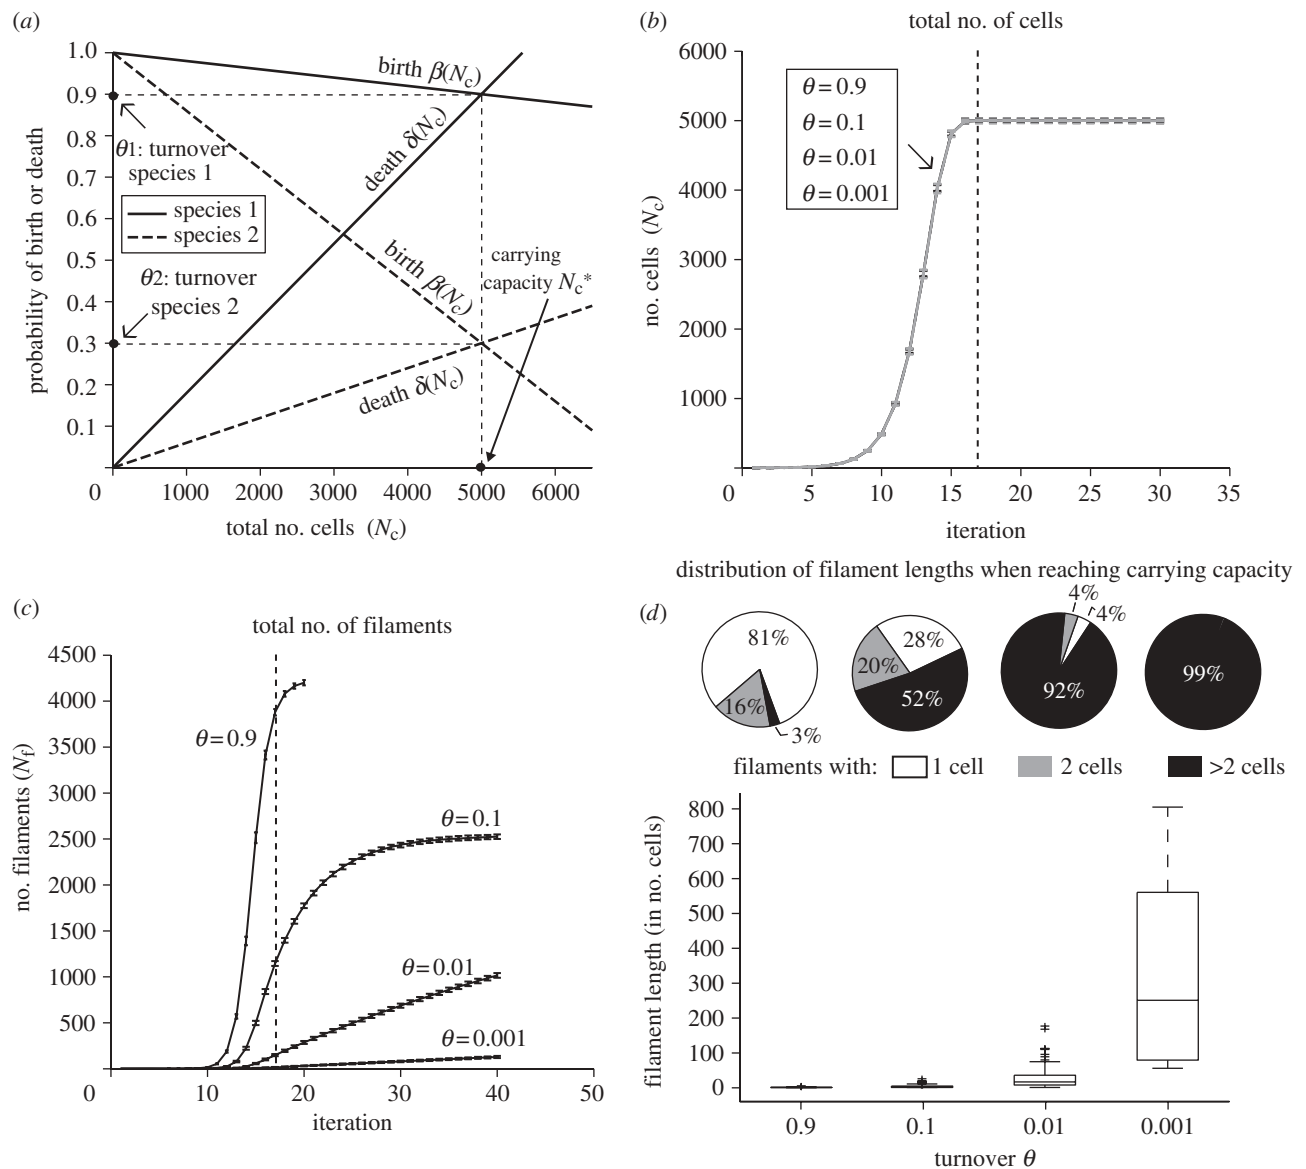 (a)
1.0
0.9
0.8
0.7
0.6
0.5
0.4
0.3
0.2
0.1
0
1000
2000
3000
4000
5000
6000
probability of birth or death
total no. cells (Nc)
birth β(Nc)
death δ(Nc)
θ1: turnover
species 1
species 1
species 2
birth β(Nc)
θ2: turnover
species 2
carrying
capacity Nc*
death δ(Nc)
(b)
total no. of cells
6000
5000
4000
3000
2000
1000
0
5
10
15
20
25
30
35
no. cells (Nc)
iteration
θ=0.9
θ=0.1
θ=0.01
θ=0.001
(c)
total no. of filaments
4500
4000
3500
3000
2500
2000
1500
1000
500
0
10
20
30
40
50
no. filaments (Nf)
iteration
θ=0.9
θ=0.1
θ=0.01
θ=0.001
distribution of filament lengths when reaching carrying capacity
(d)
81%
16%
3%
28%
20%
52%
4%
4%
92%
99%
filaments with:
1 cell
2 cells
>2 cells
800
600
500
400
300
200
100
0
filament length (in no. cells)
0.9
0.1
0.01
0.001
turnover θ